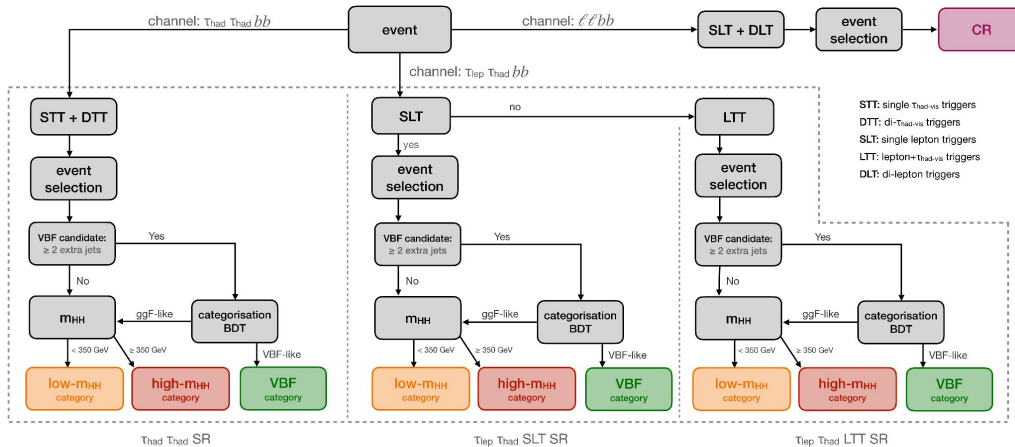 channel: τhad τhad bb
event
channel: ℓℓbb
SLT + DLT
event
selection
CR
channel: τlep τhad bb
STT + DTT
SLT
no
LTT
STT: single τhad-vis triggers
DTT: di-τhad-vis triggers
SLT: single lepton triggers
LTT: lepton+τhad-vis triggers
DLT: di-lepton triggers
yes
event
selection
event
selection
event
selection
VBF candidate:
≥ 2 extra jets
Yes
VBF candidate:
≥ 2 extra jets
Yes
VBF candidate:
≥ 2 extra jets
Yes
No
No
No
mHH
ggF-like
categorisation
BDT
mHH
ggF-like
categorisation
BDT
mHH
ggF-like
categorisation
BDT
< 350 GeV
≥ 350 GeV
VBF-like
< 350 GeV
≥ 350 GeV
VBF-like
< 350 GeV
≥ 350 GeV
VBF-like
low-mHH
category
high-mHH
category
VBF
category
low-mHH
category
high-mHH
category
VBF
category
low-mHH
category
high-mHH
category
VBF
category
τhad τhad SR
τlep τhad SLT SR
τlep τhad LTT SR